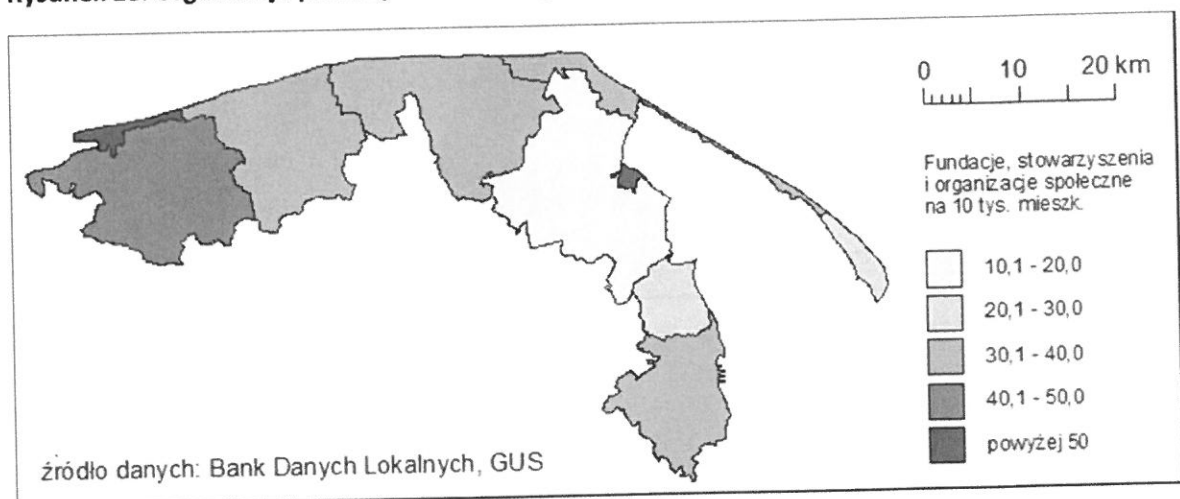 0 10 20 km
Fundacje, stowarzyszenia
i organizacje społeczne
na 10 tys. mieszk.
10,1 - 20,0
20,1 - 30,0
30,1 - 40,0
40,1 - 50,0
powyżej 50
źródło danych: Bank Danych Lokalnych, GUS